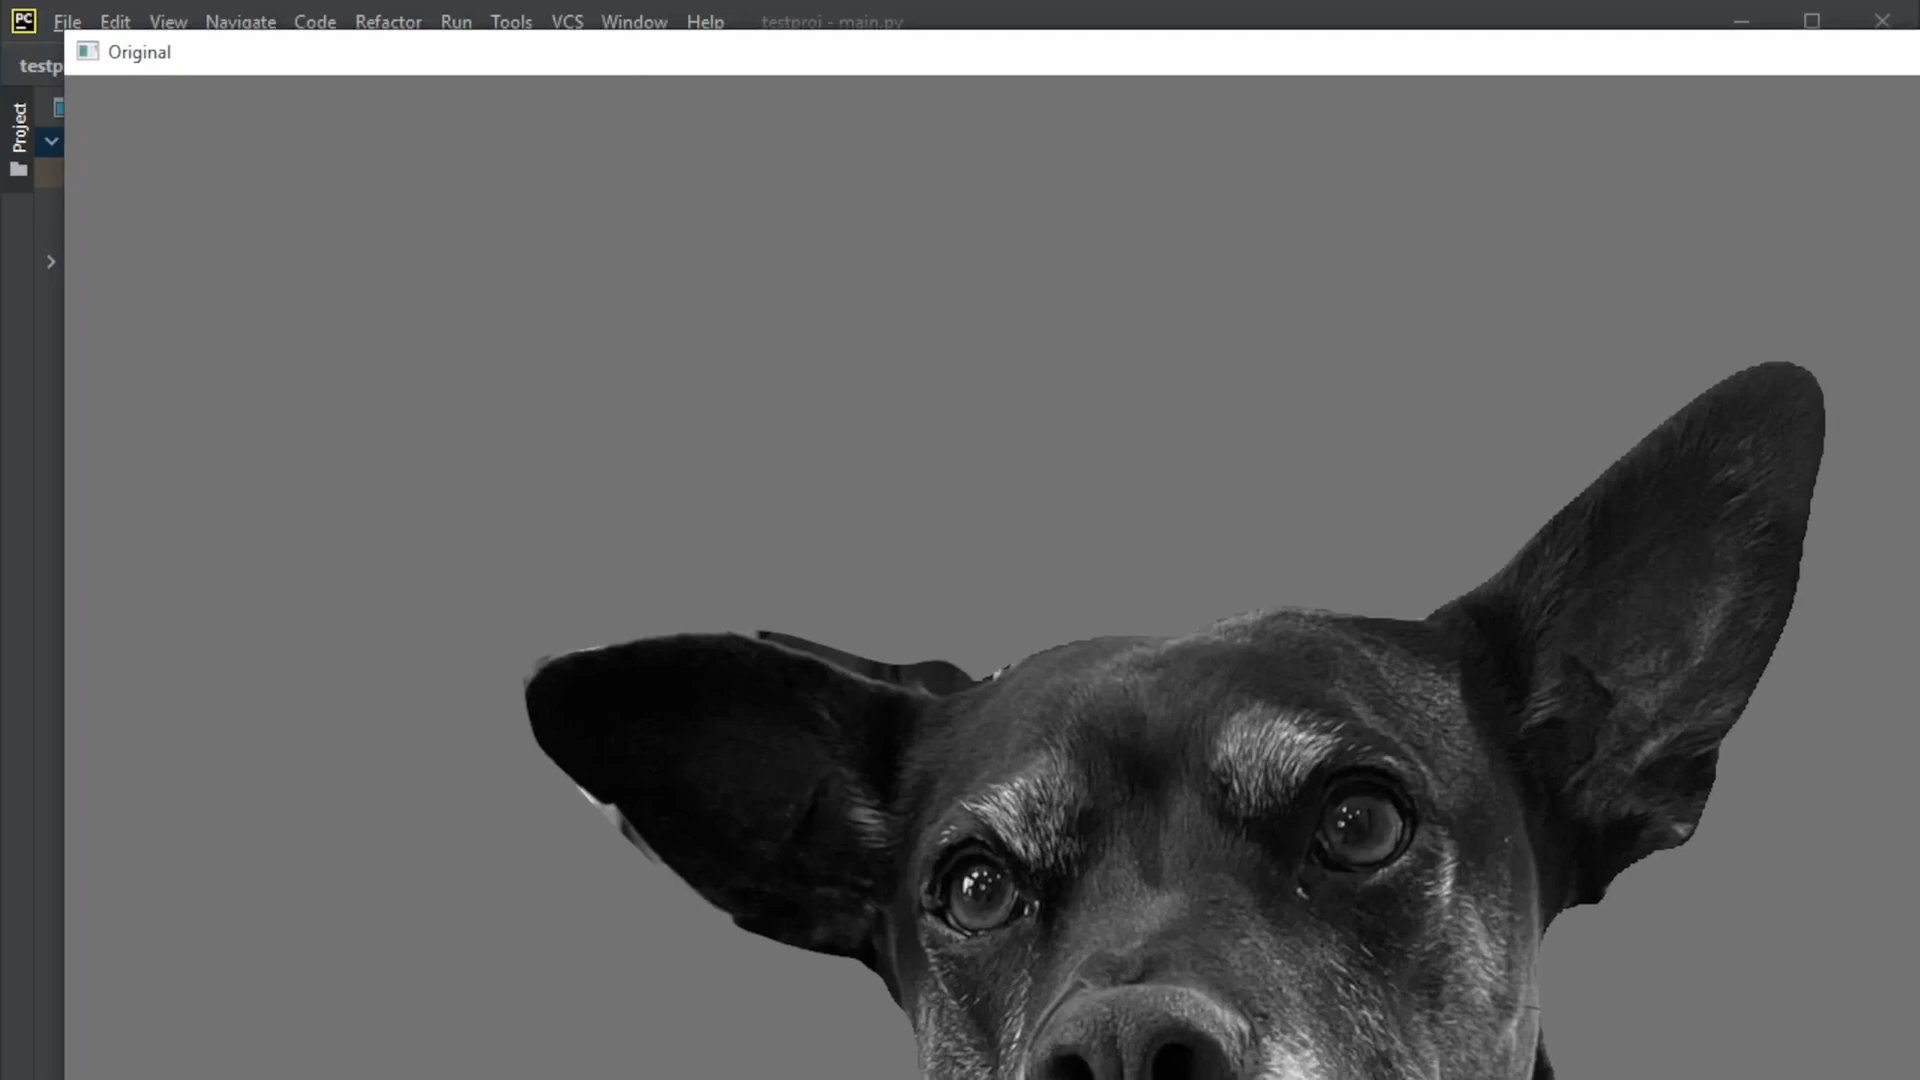 PC File Edit View Navigate Code Refactor Run Tools VCS Window Help testproj - main.py
Original
testp
Project